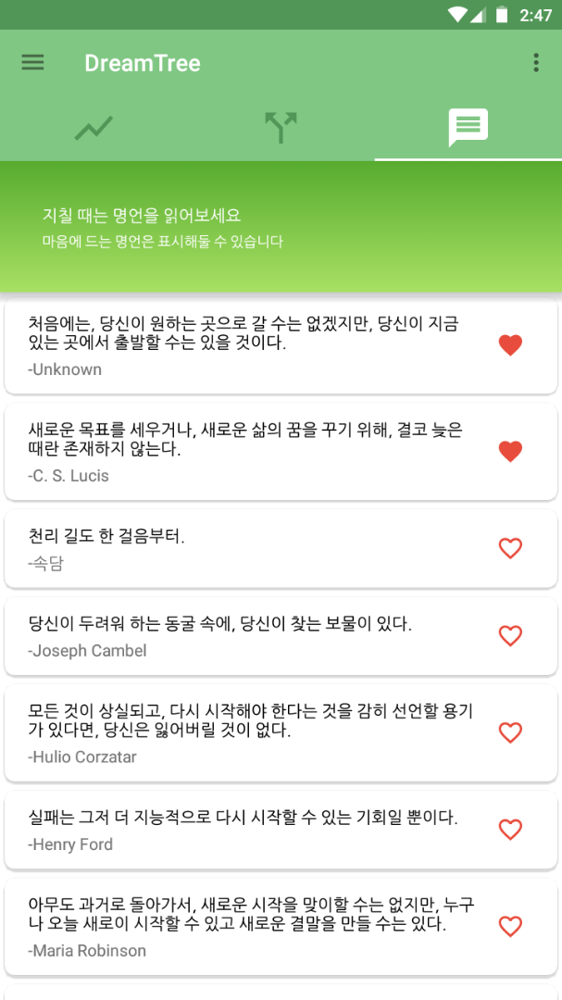 2:47
DreamTree
지칠 때는 명언을 읽어보세요
마음에 드는 명언은 표시해둘 수 있습니다
처음에는, 당신이 원하는 곳으로 갈 수는 없겠지만, 당신이 지금
있는 곳에서 출발할 수는 있을 것이다.
-Unknown
새로운 목표를 세우거나, 새로운 삶의 꿈을 꾸기 위해, 결코 늦은
때란 존재하지 않는다.
-C. S. Lucis
천리 길도 한 걸음부터.
-속담
당신이 두려워 하는 동굴 속에, 당신이 찾는 보물이 있다.
-Joseph Cambel
모든 것이 상실되고, 다시 시작해야 한다는 것을 감히 선언할 용기
가 있다면, 당신은 잃어버릴 것이 없다.
-Hulio Corzatar
실패는 그저 더 지능적으로 다시 시작할 수 있는 기회일 뿐이다.
-Henry Ford
아무도 과거로 돌아가서, 새로운 시작을 맞이할 수는 없지만, 누구
나 오늘 새로이 시작할 수 있고 새로운 결말을 만들 수는 있다.
-Maria Robinson